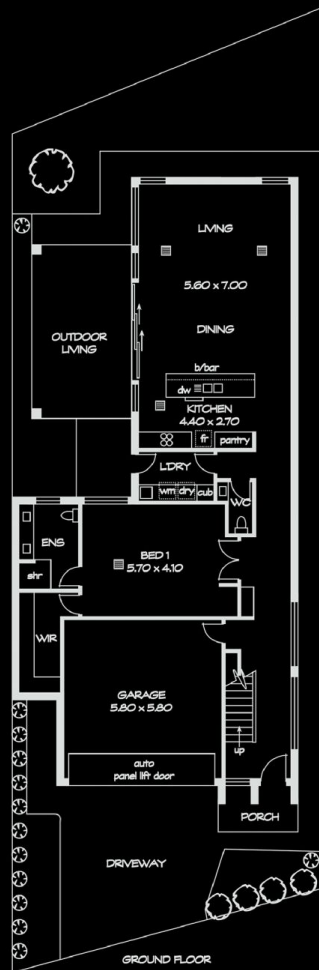 LIVING
5.60 x 7.00
DINING
OUTDOOR
LIVING
b/bar
dw
KITCHEN
4.40 x 2.70
fr
pantry
L'DRY
wm
dry
cub
WC
ENS
BED 1
5.70 x 4.10
shr
WIR
GARAGE
5.80 x 5.80
up
auto
panel lift door
PORCH
DRIVEWAY
GROUND FLOOR